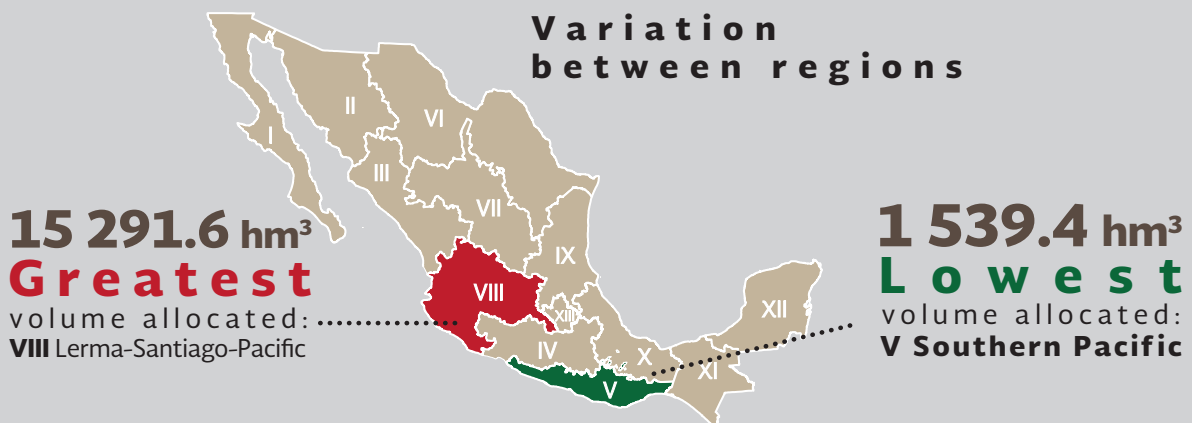 Variation
between regions
I
II
VI
III
VII
IX
VIII
XIII
IV
X
V
XI
XII
15 291.6 hm³
Greatest
volume allocated:
VIII Lerma-Santiago-Pacific
1 539.4 hm³
Lowest
volume allocated:
V Southern Pacific